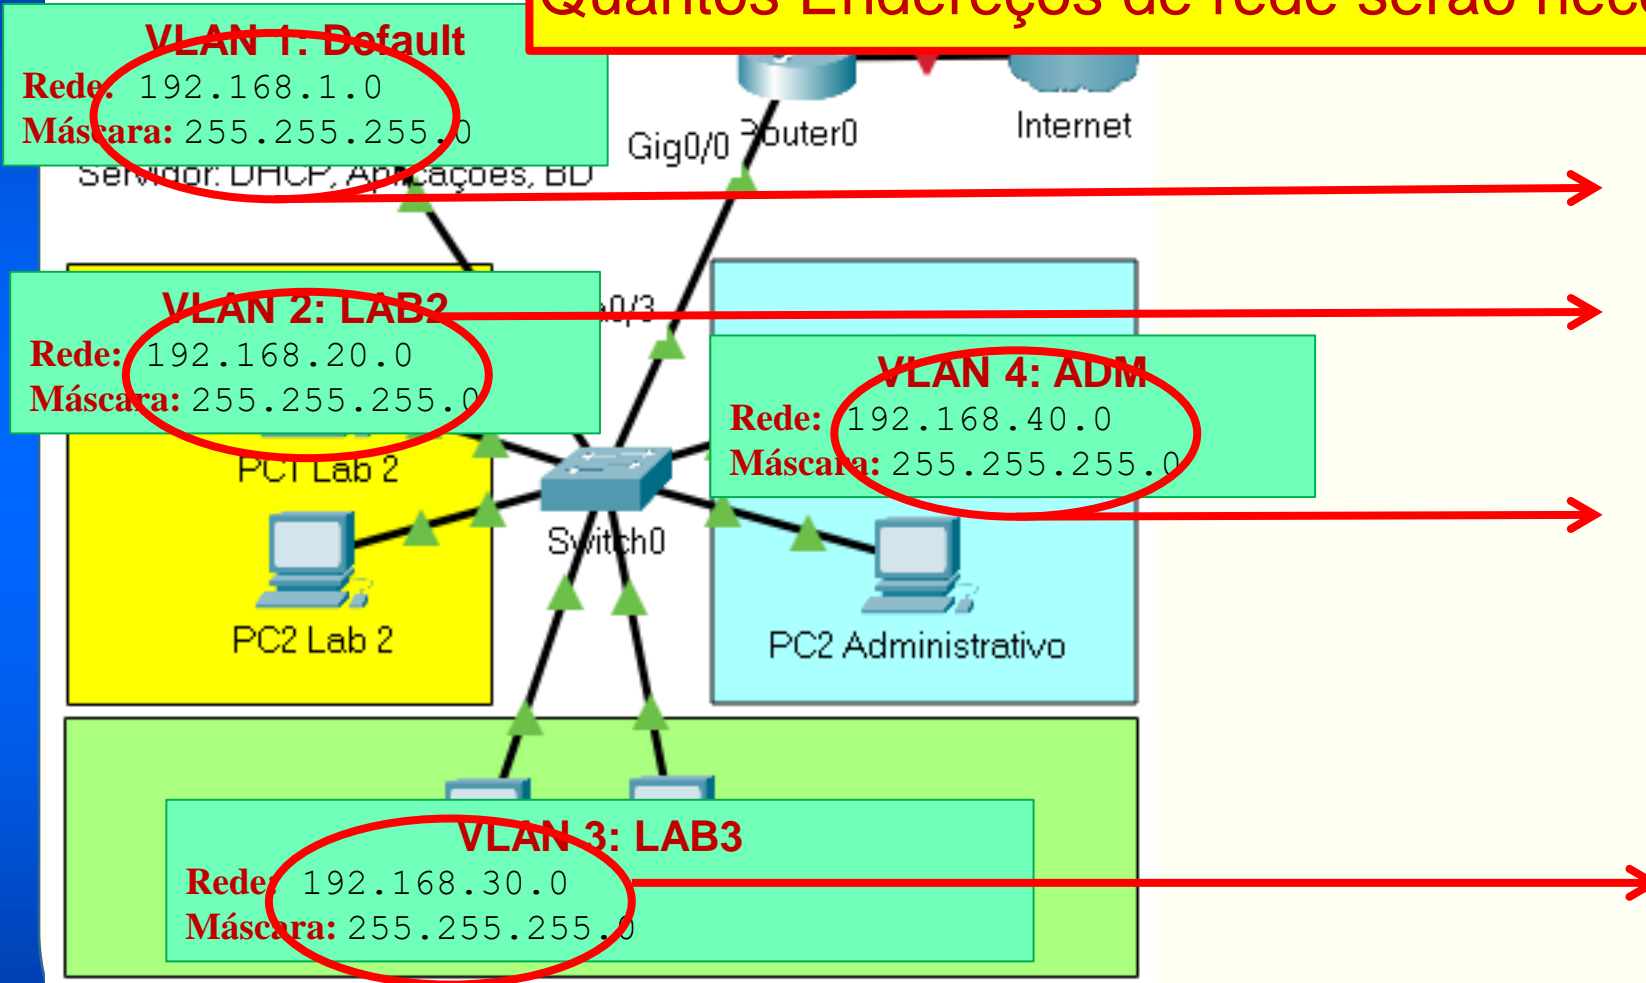 Quantos Endereços de rede serão
VLAN 1: Default
Rede: 192.168.1.0
Máscara: 255.255.255.0
Servidor: DHCP, Aplicações, BD
Gig0/0
Router0
Internet
VLAN 2: LAB2
Rede: 192.168.20.0
Máscara: 255.255.255.0
a0/3
VLAN 4: ADM
Rede: 192.168.40.0
Máscara: 255.255.255.0
PC1 Lab 2
Switch0
PC2 Lab 2
PC2 Administrativo
VLAN 3: LAB3
Rede: 192.168.30.0
Máscara: 255.255.255.0